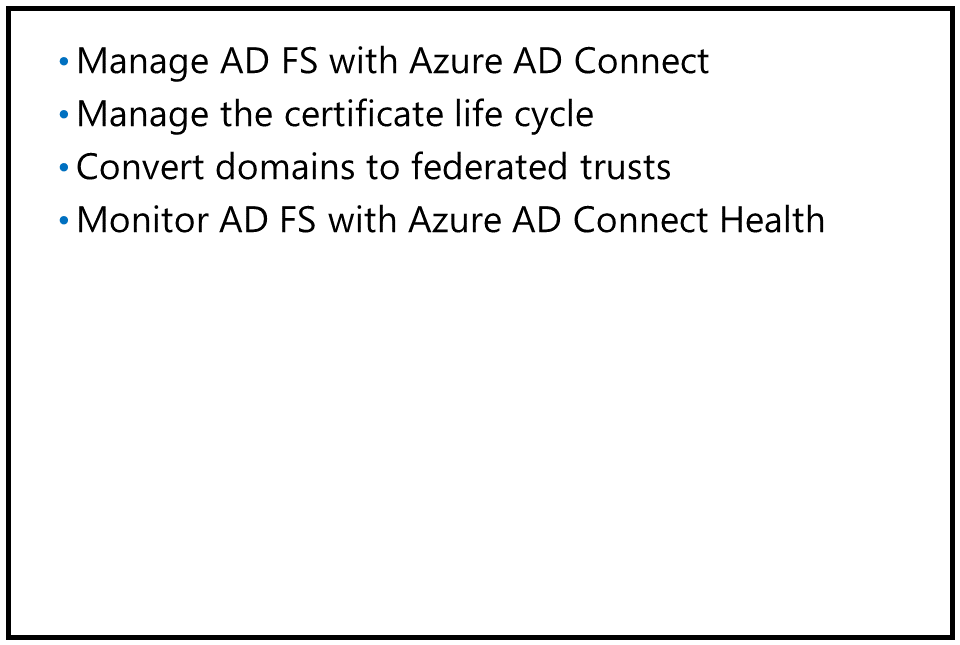 • Manage AD FS with Azure AD Connect
• Manage the certificate life cycle
• Convert domains to federated trusts
• Monitor AD FS with Azure AD Connect Health